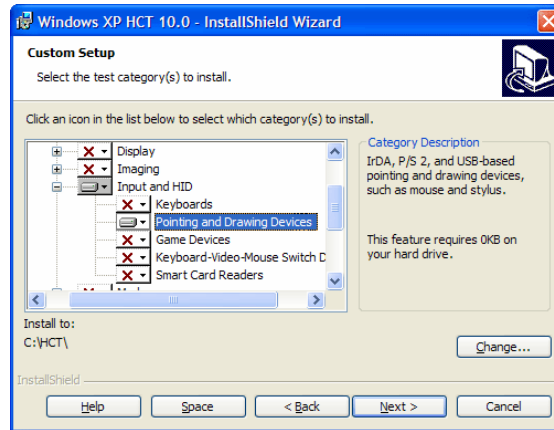 Windows XP HCT 10.0 - InstallShield Wizard
Custom Setup
Select the test category(s) to install.
Click an icon in the list below to select which category(s) to install.
Display
Imaging
Input and HID
Keyboards
Pointing and Drawing Devices
Game Devices
Keyboard-Video-Mouse Switch D
Smart Card Readers
Category Description
IrDA, P/S 2, and USB-based
pointing and drawing devices,
such as mouse and stylus.
This feature requires 0KB on
your hard drive.
Install to:
C:\HCT\
Change...
InstallShield
Help
Space
< Back
Next >
Cancel